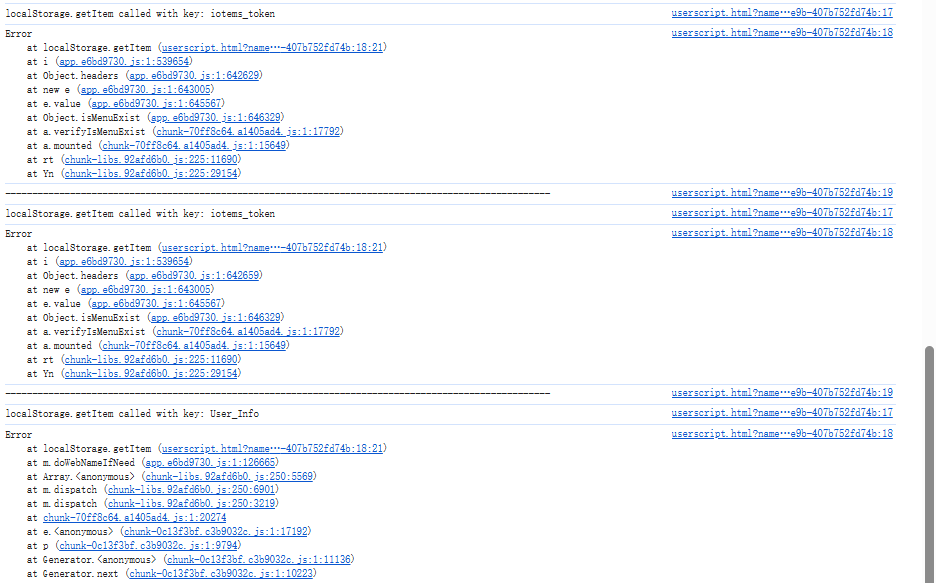 localStorage.getItem called with key: iotems_token userscript.html?name…e9b-407b752fd74b:17
Error userscript.html?name…e9b-407b752fd74b:18
at localStorage.getItem (userscript.html?name…-407b752fd74b:18:21)
at i (app.e6bd9730.js:1:539654)
at Object.headers (app.e6bd9730.js:1:642629)
at new e (app.e6bd9730.js:1:643005)
at e.value (app.e6bd9730.js:1:645567)
at Object.isMenuExist (app.e6bd9730.js:1:646329)
at a.verifyIsMenuExist (chunk-70ff8c64.a1405ad4.js:1:17792)
at a.mounted (chunk-70ff8c64.a1405ad4.js:1:15649)
at rt (chunk-libs.92afd6b0.js:225:11690)
at Yn (chunk-libs.92afd6b0.js:225:29154)
---------------------------------------------------------------------------------------------------- userscript.html?name…e9b-407b752fd74b:19
localStorage.getItem called with key: iotems_token userscript.html?name…e9b-407b752fd74b:17
Error userscript.html?name…e9b-407b752fd74b:18
at localStorage.getItem (userscript.html?name…-407b752fd74b:18:21)
at i (app.e6bd9730.js:1:539654)
at Object.headers (app.e6bd9730.js:1:642659)
at new e (app.e6bd9730.js:1:643005)
at e.value (app.e6bd9730.js:1:645567)
at Object.isMenuExist (app.e6bd9730.js:1:646329)
at a.verifyIsMenuExist (chunk-70ff8c64.a1405ad4.js:1:17792)
at a.mounted (chunk-70ff8c64.a1405ad4.js:1:15649)
at rt (chunk-libs.92afd6b0.js:225:11690)
at Yn (chunk-libs.92afd6b0.js:225:29154)
---------------------------------------------------------------------------------------------------- userscript.html?name…e9b-407b752fd74b:19
localStorage.getItem called with key: User_Info userscript.html?name…e9b-407b752fd74b:17
Error userscript.html?name…e9b-407b752fd74b:18
at localStorage.getItem (userscript.html?name…-407b752fd74b:18:21)
at m.doWebNameIfNeed (app.e6bd9730.js:1:126665)
at Array.<anonymous> (chunk-libs.92afd6b0.js:250:5569)
at m.dispatch (chunk-libs.92afd6b0.js:250:6901)
at m.dispatch (chunk-libs.92afd6b0.js:250:3219)
at chunk-70ff8c64.a1405ad4.js:1:20274
at e.<anonymous> (chunk-0c13f3bf.c3b9032c.js:1:17192)
at p (chunk-0c13f3bf.c3b9032c.js:1:9794)
at Generator.<anonymous> (chunk-0c13f3bf.c3b9032c.js:1:11136)
at Generator.next (chunk-0c13f3bf.c3b9032c.js:1:10223)